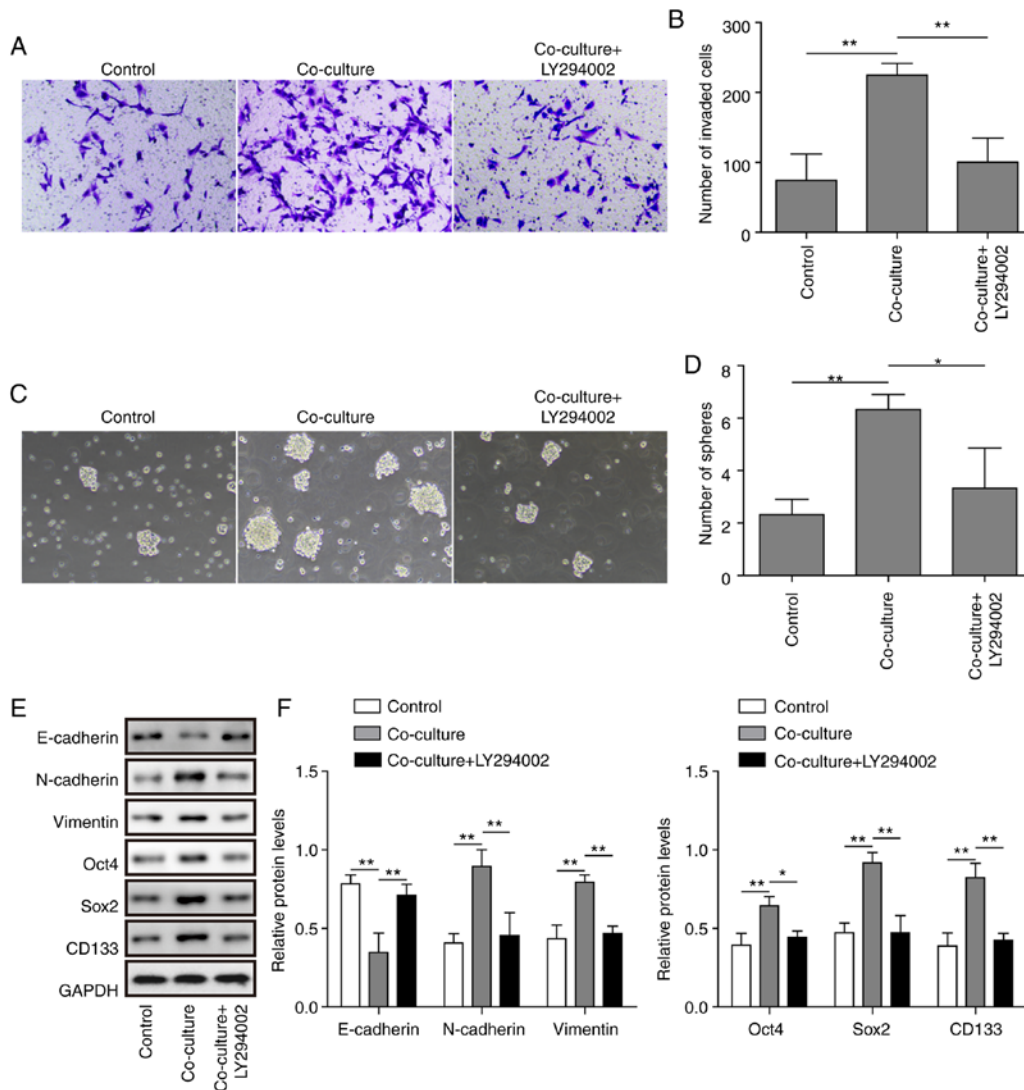 A
Control
Co-culture
Co-culture+
LY294002
B
Number of invaded cells
300
200
100
0
**
**
Control
Co-culture
Co-culture+
LY294002
C
Control
Co-culture
Co-culture+
LY294002
D
Number of spheres
8
6
4
2
0
**
*
Control
Co-culture
Co-culture+
LY294002
E
E-cadherin
N-cadherin
Vimentin
Oct4
Sox2
CD133
GAPDH
Control
Co-culture
Co-culture+
LY294002
F
Control
Co-culture
Co-culture+LY294002
Relative protein levels
1.5
1.0
0.5
0.0
** **
** **
** **
E-cadherin
N-cadherin
Vimentin
Control
Co-culture
Co-culture+LY294002
Relative protein levels
1.5
1.0
0.5
0.0
** *
** **
** **
Oct4
Sox2
CD133